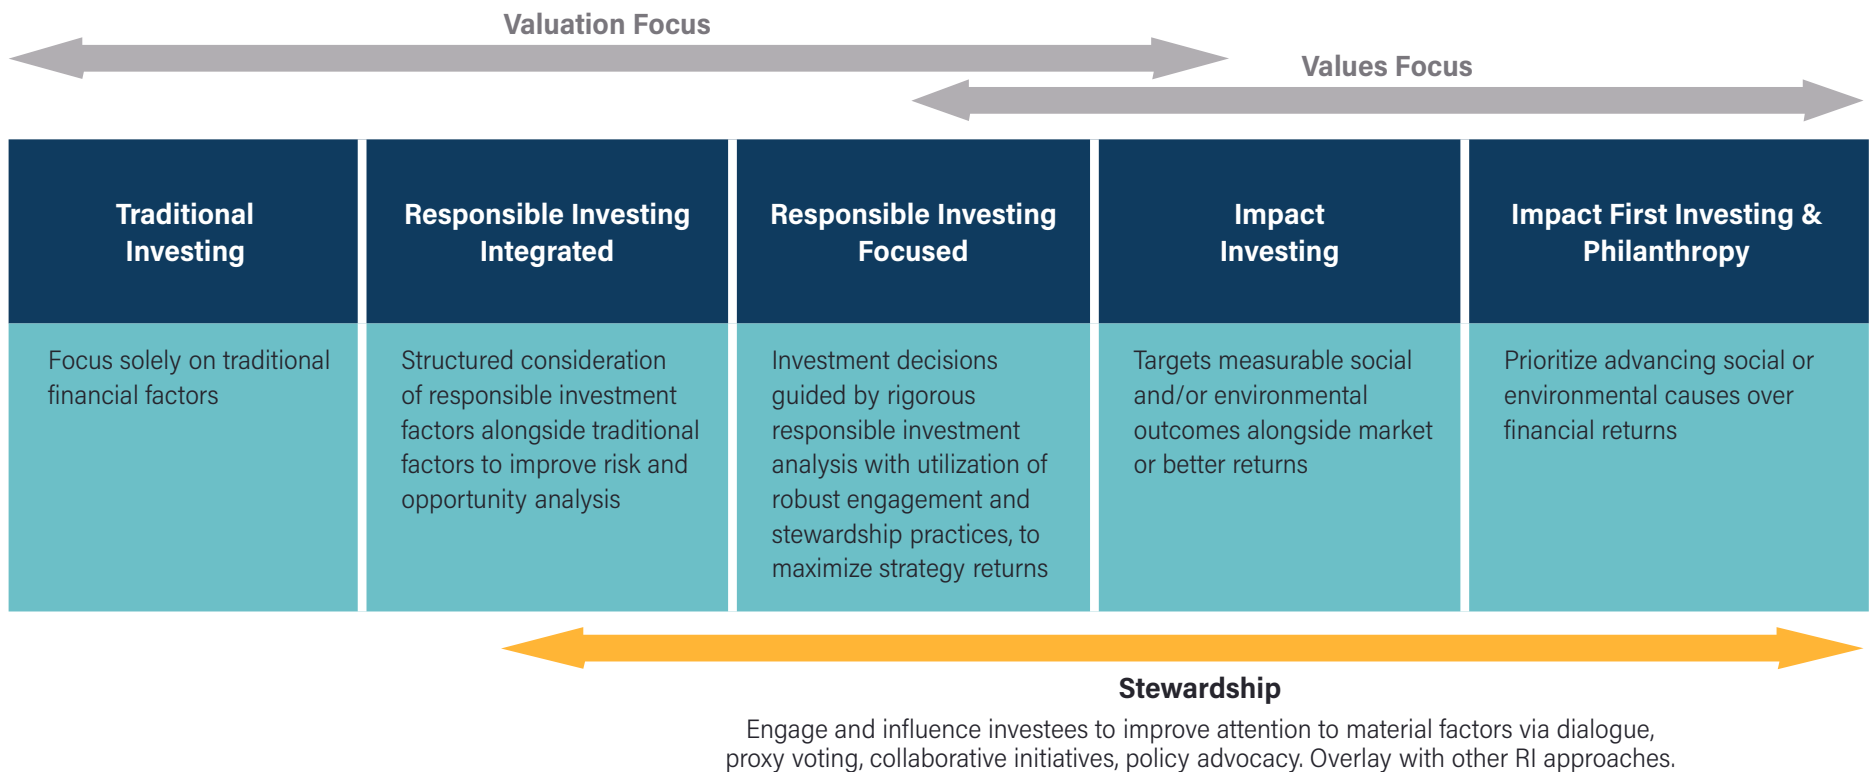 Valuation Focus
Values Focus
Traditional
Investing
Responsible Investing
Integrated
Responsible Investing
Focused
Impact
Investing
Impact First Investing &
Philanthropy
Focus solely on traditional
financial factors
Structured consideration
of responsible investment
factors alongside traditional
factors to improve risk and
opportunity analysis
Investment decisions
guided by rigorous
responsible investment
analysis with utilization of
robust engagement and
stewardship practices, to
maximize strategy returns
Targets measurable social
and/or environmental
outcomes alongside market
or better returns
Prioritize advancing social or
environmental causes over
financial returns
Stewardship
Engage and influence investees to improve attention to material factors via dialogue,
proxy voting, collaborative initiatives, policy advocacy. Overlay with other RI approaches.